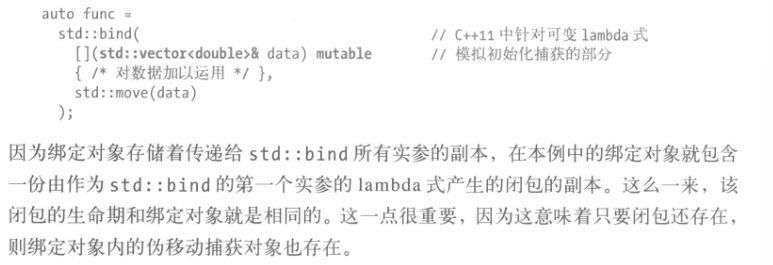 auto func =
std::bind( // C++11 中针对可变 lambda 式
[](std::vector<double>& data) mutable // 模拟初始化捕获的部分
{ /* 对数据加以运用 */ },
std::move(data)
);
因为绑定对象存储着传递给 std::bind 所有实参的副本，在本例中的绑定对象就包含
一份由作为 std::bind 的第一个实参的 lambda 式产生的闭包的副本。这么一来，该
闭包的生命期和绑定对象就是相同的。这一点很重要，因为这意味着只要闭包还存在，
则绑定对象内的伪移动捕获对象也存在。